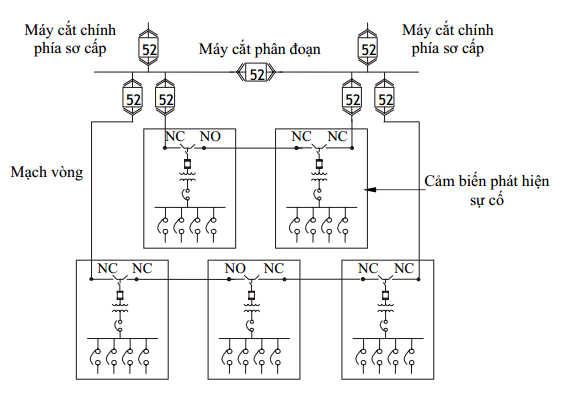 Máy cắt chính
phía sơ cấp
Máy cắt phân đoạn
Máy cắt chính
phía sơ cấp
52
52
52
52
52
52
52
NC NO
NC NC
Mạch vòng
Cảm biến phát hiện
sự cố
NC NC
NO NC
NC NC